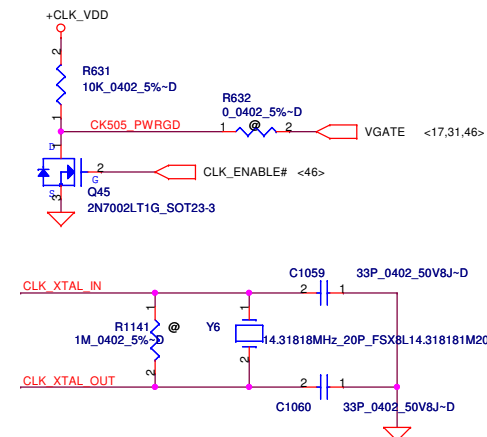 +CLK_VDD
2
R631
10K_0402_5%~D
1
R632
0_0402_5%~D
@
CK505_PWRGD
1
2
VGATE
<17,31,46>
D
1
2
G
CLK_ENABLE#
<46>
S
3
Q45
2N7002LT1G_SOT23-3
C1059
33P_0402_50V8J~D
CLK_XTAL_IN
2
1
1
1
R1141
@
Y6
1M_0402_5%~D
14.31818MHz_20P_FSX8L14.318181M20
2
2
CLK_XTAL_OUT
2
1
C1060
33P_0402_50V8J~D